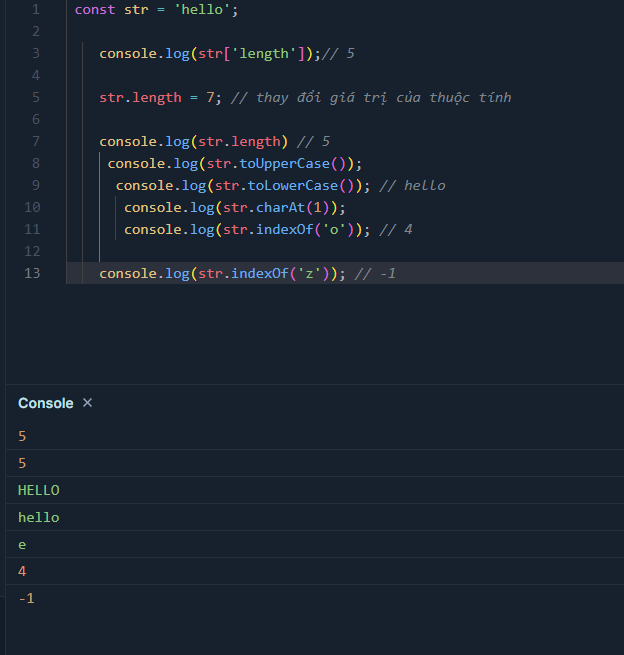 1 const str = 'hello';
2
3 console.log(str['length']);// 5
4
5 str.length = 7; // thay đổi giá trị của thuộc tính
6
7 console.log(str.length) // 5
8 console.log(str.toUpperCase());
9 console.log(str.toLowerCase()); // hello
10 console.log(str.charAt(1));
11 console.log(str.indexOf('o')); // 4
12
13 console.log(str.indexOf('z')); // -1
Console ×
5
5
HELLO
hello
e
4
-1